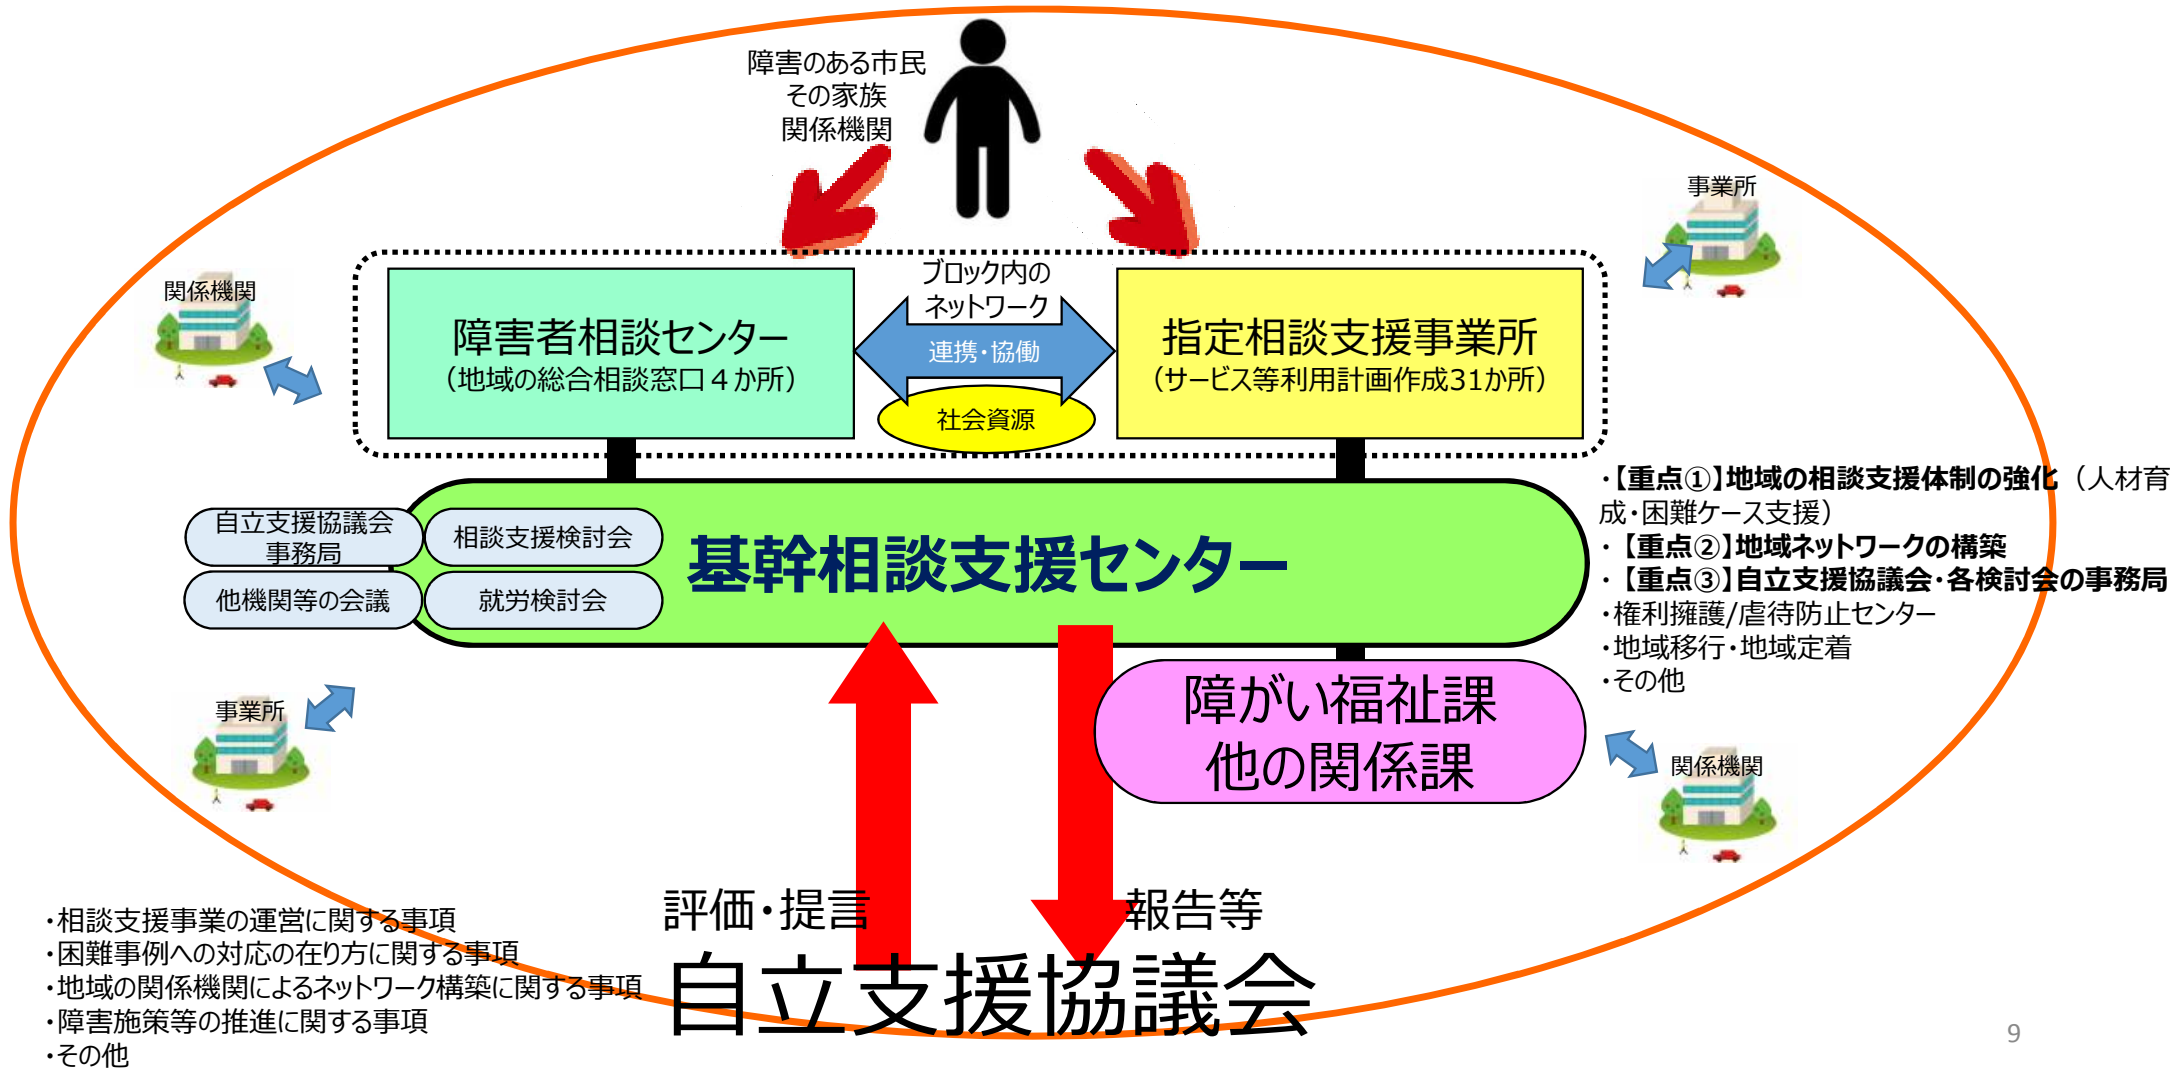 障害のある市民
その家族
関係機関
事業所
関係機関
ブロック内の
ネットワーク
障害者相談センター
（地域の総合相談窓口４か所）
連携・協働
社会資源
指定相談支援事業所
（サービス等利用計画作成31か所）
自立支援協議会
事務局
相談支援検討会
他機関等の会議
就労検討会
基幹相談支援センター
・【重点①】地域の相談支援体制の強化（人材育
成・困難ケース支援）
・【重点②】地域ネットワークの構築
・【重点③】自立支援協議会・各検討会の事務局
・権利擁護/虐待防止センター
・地域移行・地域定着
・その他
障がい福祉課
他の関係課
事業所
関係機関
評価・提言
報告等
自立支援協議会
・相談支援事業の運営に関する事項
・困難事例への対応の在り方に関する事項
・地域の関係機関によるネットワーク構築に関する事項
・障害施策等の推進に関する事項
・その他
9